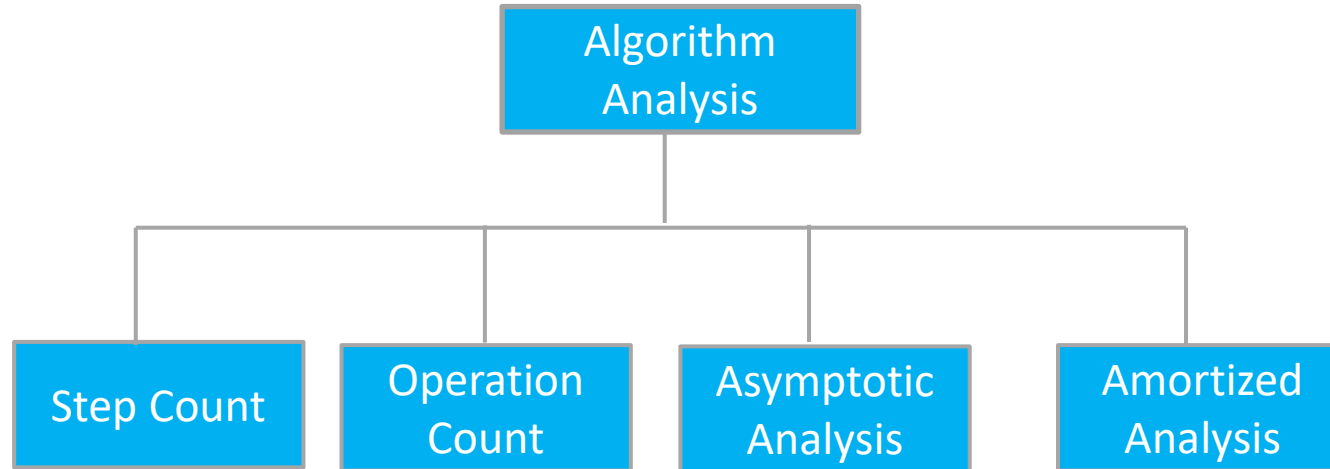 Algorithm
Analysis
Step Count
Operation
Count
Asymptotic
Analysis
Amortized
Analysis